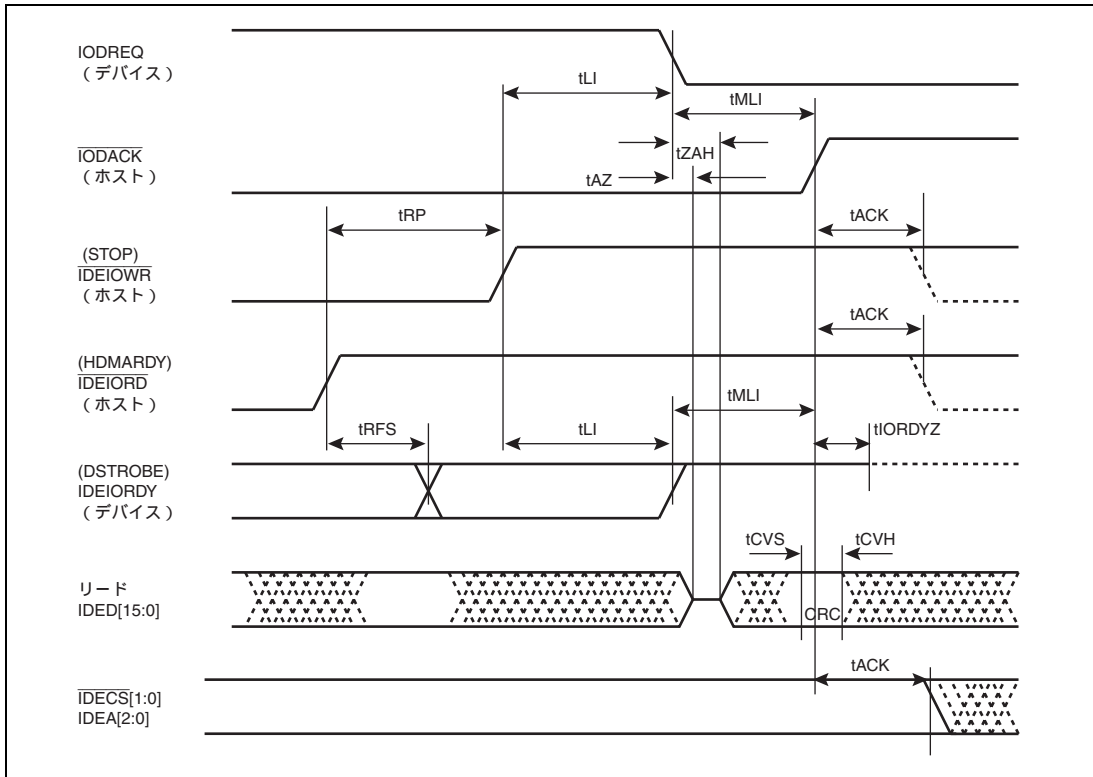 IODREQ
（デバイス）
tLI
tMLI
IODACK
（ホスト）
tZAH
tAZ
tRP
tACK
(STOP)
IDEIOWR
（ホスト）
tACK
(HDMARDY)
IDEIORD
（ホスト）
tMLI
tRFS
tLI
tIORDYZ
(DSTROBE)
IDEIORDY
（デバイス）
tCVS
tCVH
リード
IDED[15:0]
CRC
tACK
IDECS[1:0]
IDEA[2:0]